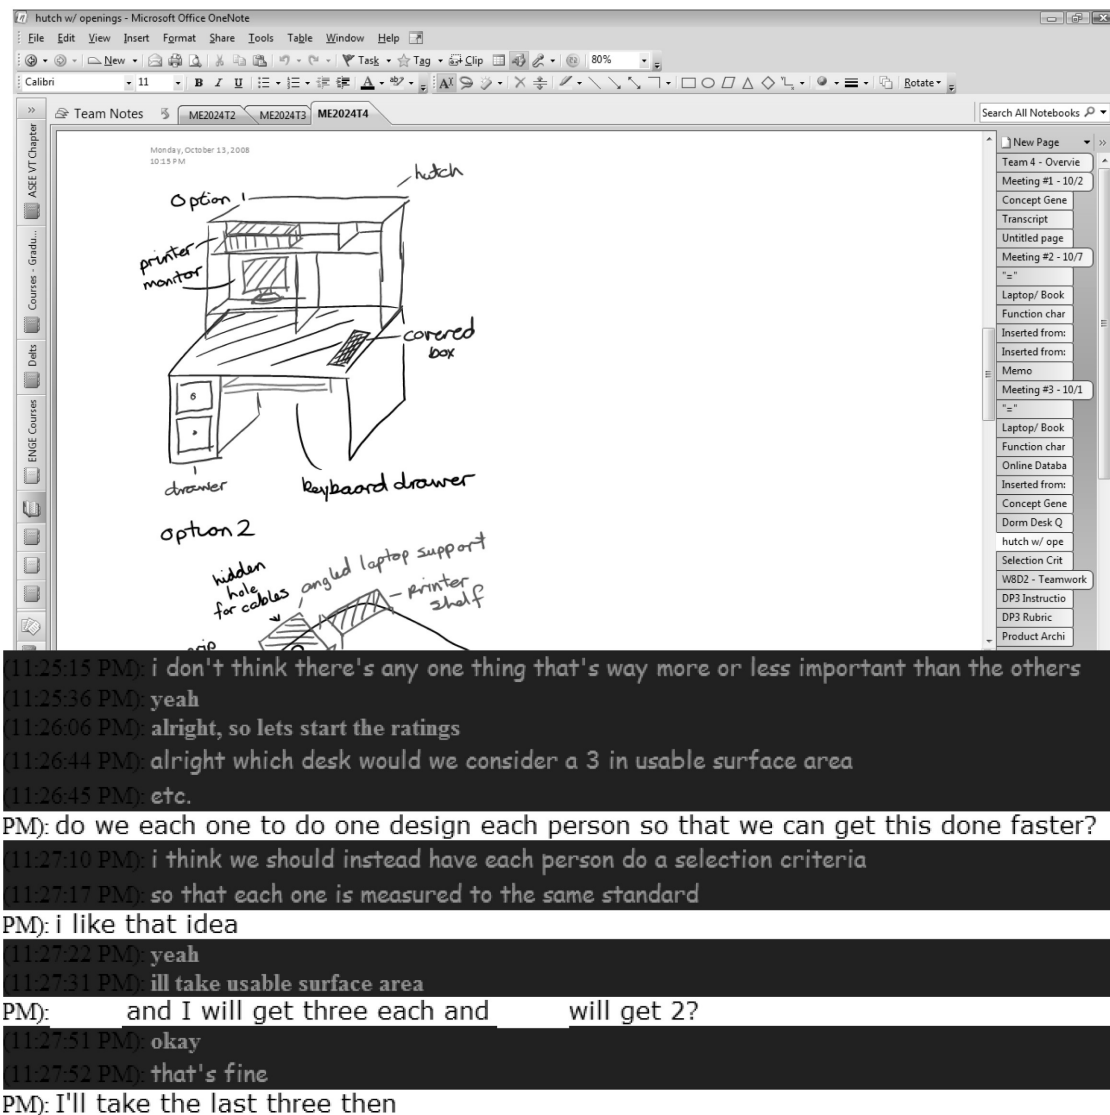 hutch w/ openings - Microsoft Office OneNote
File Edit View Insert Format Share Tools Table Window Help
New Task Tag Clip 80%
Calibri 11 B I U A ab Rotate
Team Notes ME2024T2 ME2024T3 ME2024T4 Search All Notebooks
ASEE VT Chapter
Courses - Gradu...
Delts
ENGE Courses
Monday, October 13, 2008
10:15 PM
hutch
Option 1
printer
monitor
covered
box
drawer
keybaord drawer
option 2
hidden
hole
for cables
angled laptop support
printer
shelf
New Page
Team 4 - Overvie
Meeting #1 - 10/2
Concept Gene
Transcript
Untitled page
Meeting #2 - 10/7
"="
Laptop/ Book
Function char
Inserted from:
Inserted from:
Memo
Meeting #3 - 10/1
"="
Laptop/ Book
Function char
Online Databa
Inserted from:
Concept Gene
Dorm Desk Q
hutch w/ ope
Selection Crit
W8D2 - Teamwork
DP3 Instructio
DP3 Rubric
Product Archi
(11:25:15 PM): i don't think there's any one thing that's way more or less important than the others
(11:25:36 PM): yeah
(11:26:06 PM): alright, so lets start the ratings
(11:26:44 PM): alright which desk would we consider a 3 in usable surface area
(11:26:45 PM): etc.
PM): do we each one to do one design each person so that we can get this done faster?
(11:27:10 PM): i think we should instead have each person do a selection criteria
(11:27:17 PM): so that each one is measured to the same standard
PM): i like that idea
(11:27:22 PM): yeah
(11:27:31 PM): ill take usable surface area
PM): and I will get three each and will get 2?
(11:27:51 PM): okay
(11:27:52 PM): that's fine
PM): I'll take the last three then